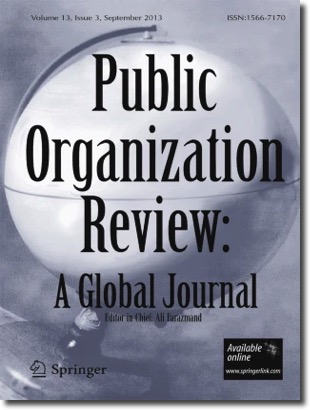 Volume 13, Issue 3, September 2013 ISSN:1566-7170
Public
Organization
Review:
A Global Journal
Editor in Chief: Ali Farazmand
Available
online
www.springerlink.com
Springer